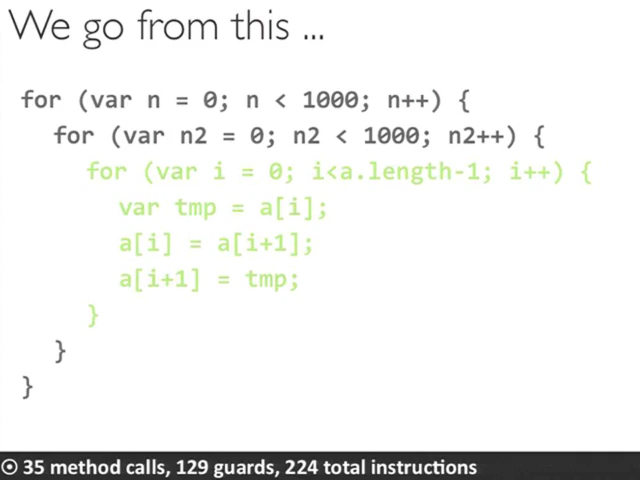 We go from this ...
for (var n = 0; n < 1000; n++) {
for (var n2 = 0; n2 < 1000; n2++) {
for (var i = 0; i<a.length-1; i++) {
var tmp = a[i];
a[i] = a[i+1];
a[i+1] = tmp;
}
}
}
35 method calls, 129 guards, 224 total instructions